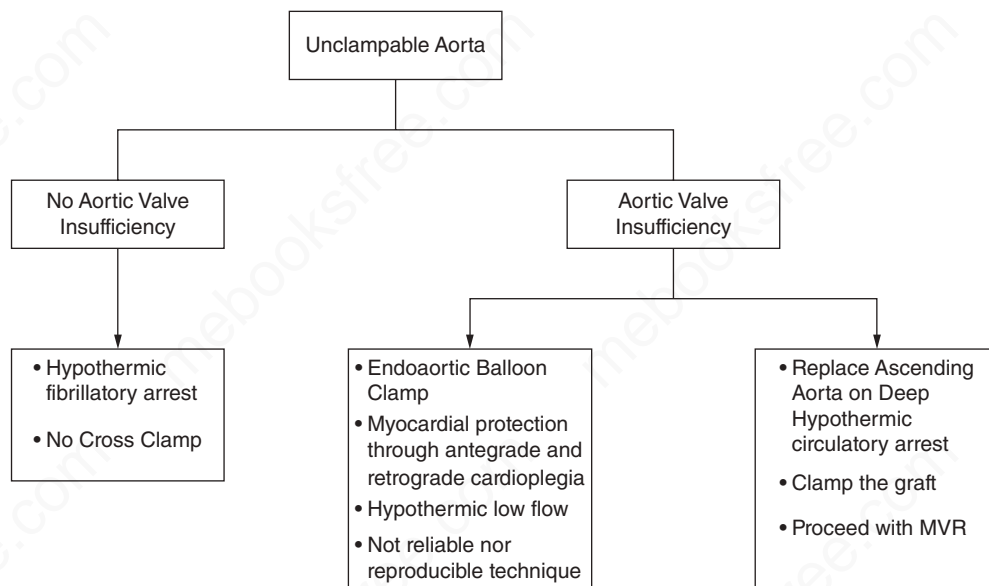 Unclampable Aorta
No Aortic Valve
Insufficiency
Aortic Valve
Insufficiency
• Hypothermic
fibrillatory arrest
• No Cross Clamp
• Endoaortic Balloon
Clamp
• Myocardial protection
through antegrade and
retrograde cardioplegia
• Hypothermic low flow
• Not reliable nor
reproducible technique
• Replace Ascending
Aorta on Deep
Hypothermic
circulatory arrest
• Clamp the graft
• Proceed with MVR
mebooksfree.com